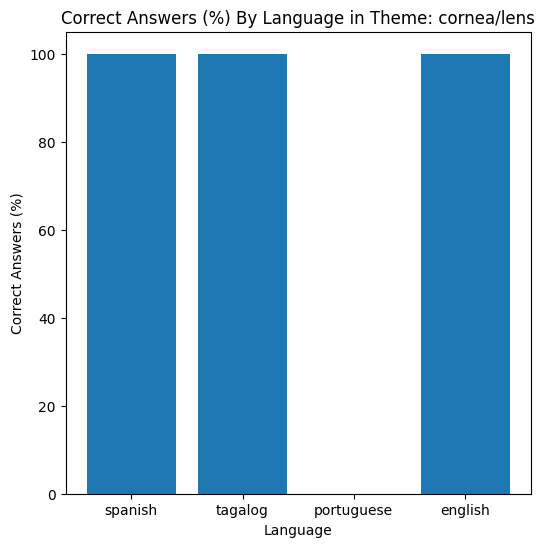 Correct Answers (%) By Language in Theme: cornea/lens
100
80
60
40
20
0
Correct Answers (%)
spanish tagalog portuguese english
Language